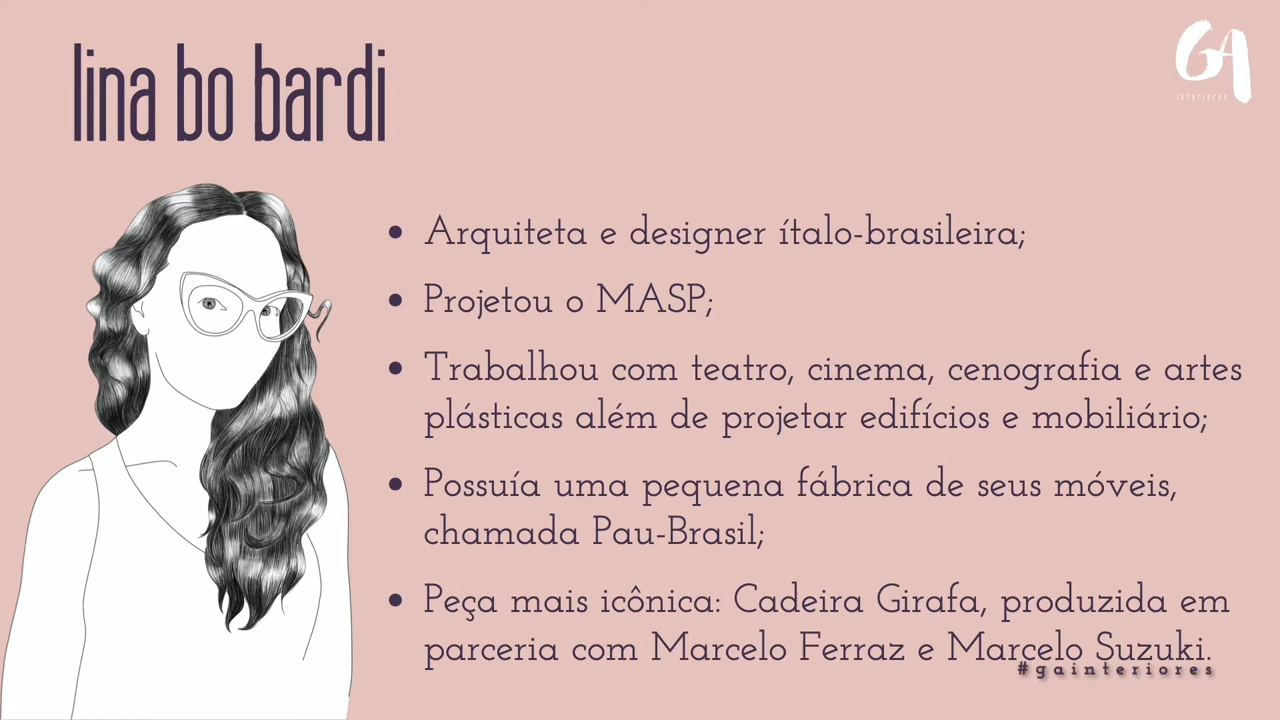 lina bo bardi
GA
interiores
Arquiteta e designer ítalo-brasileira;
Projetou o MASP;
Trabalhou com teatro, cinema, cenografia e artes
plásticas além de projetar edifícios e mobiliário;
Possuía uma pequena fábrica de seus móveis,
chamada Pau-Brasil;
Peça mais icônica: Cadeira Girafa, produzida em
parceria com Marcelo Ferraz e Marcelo Suzuki.
#gainteriores